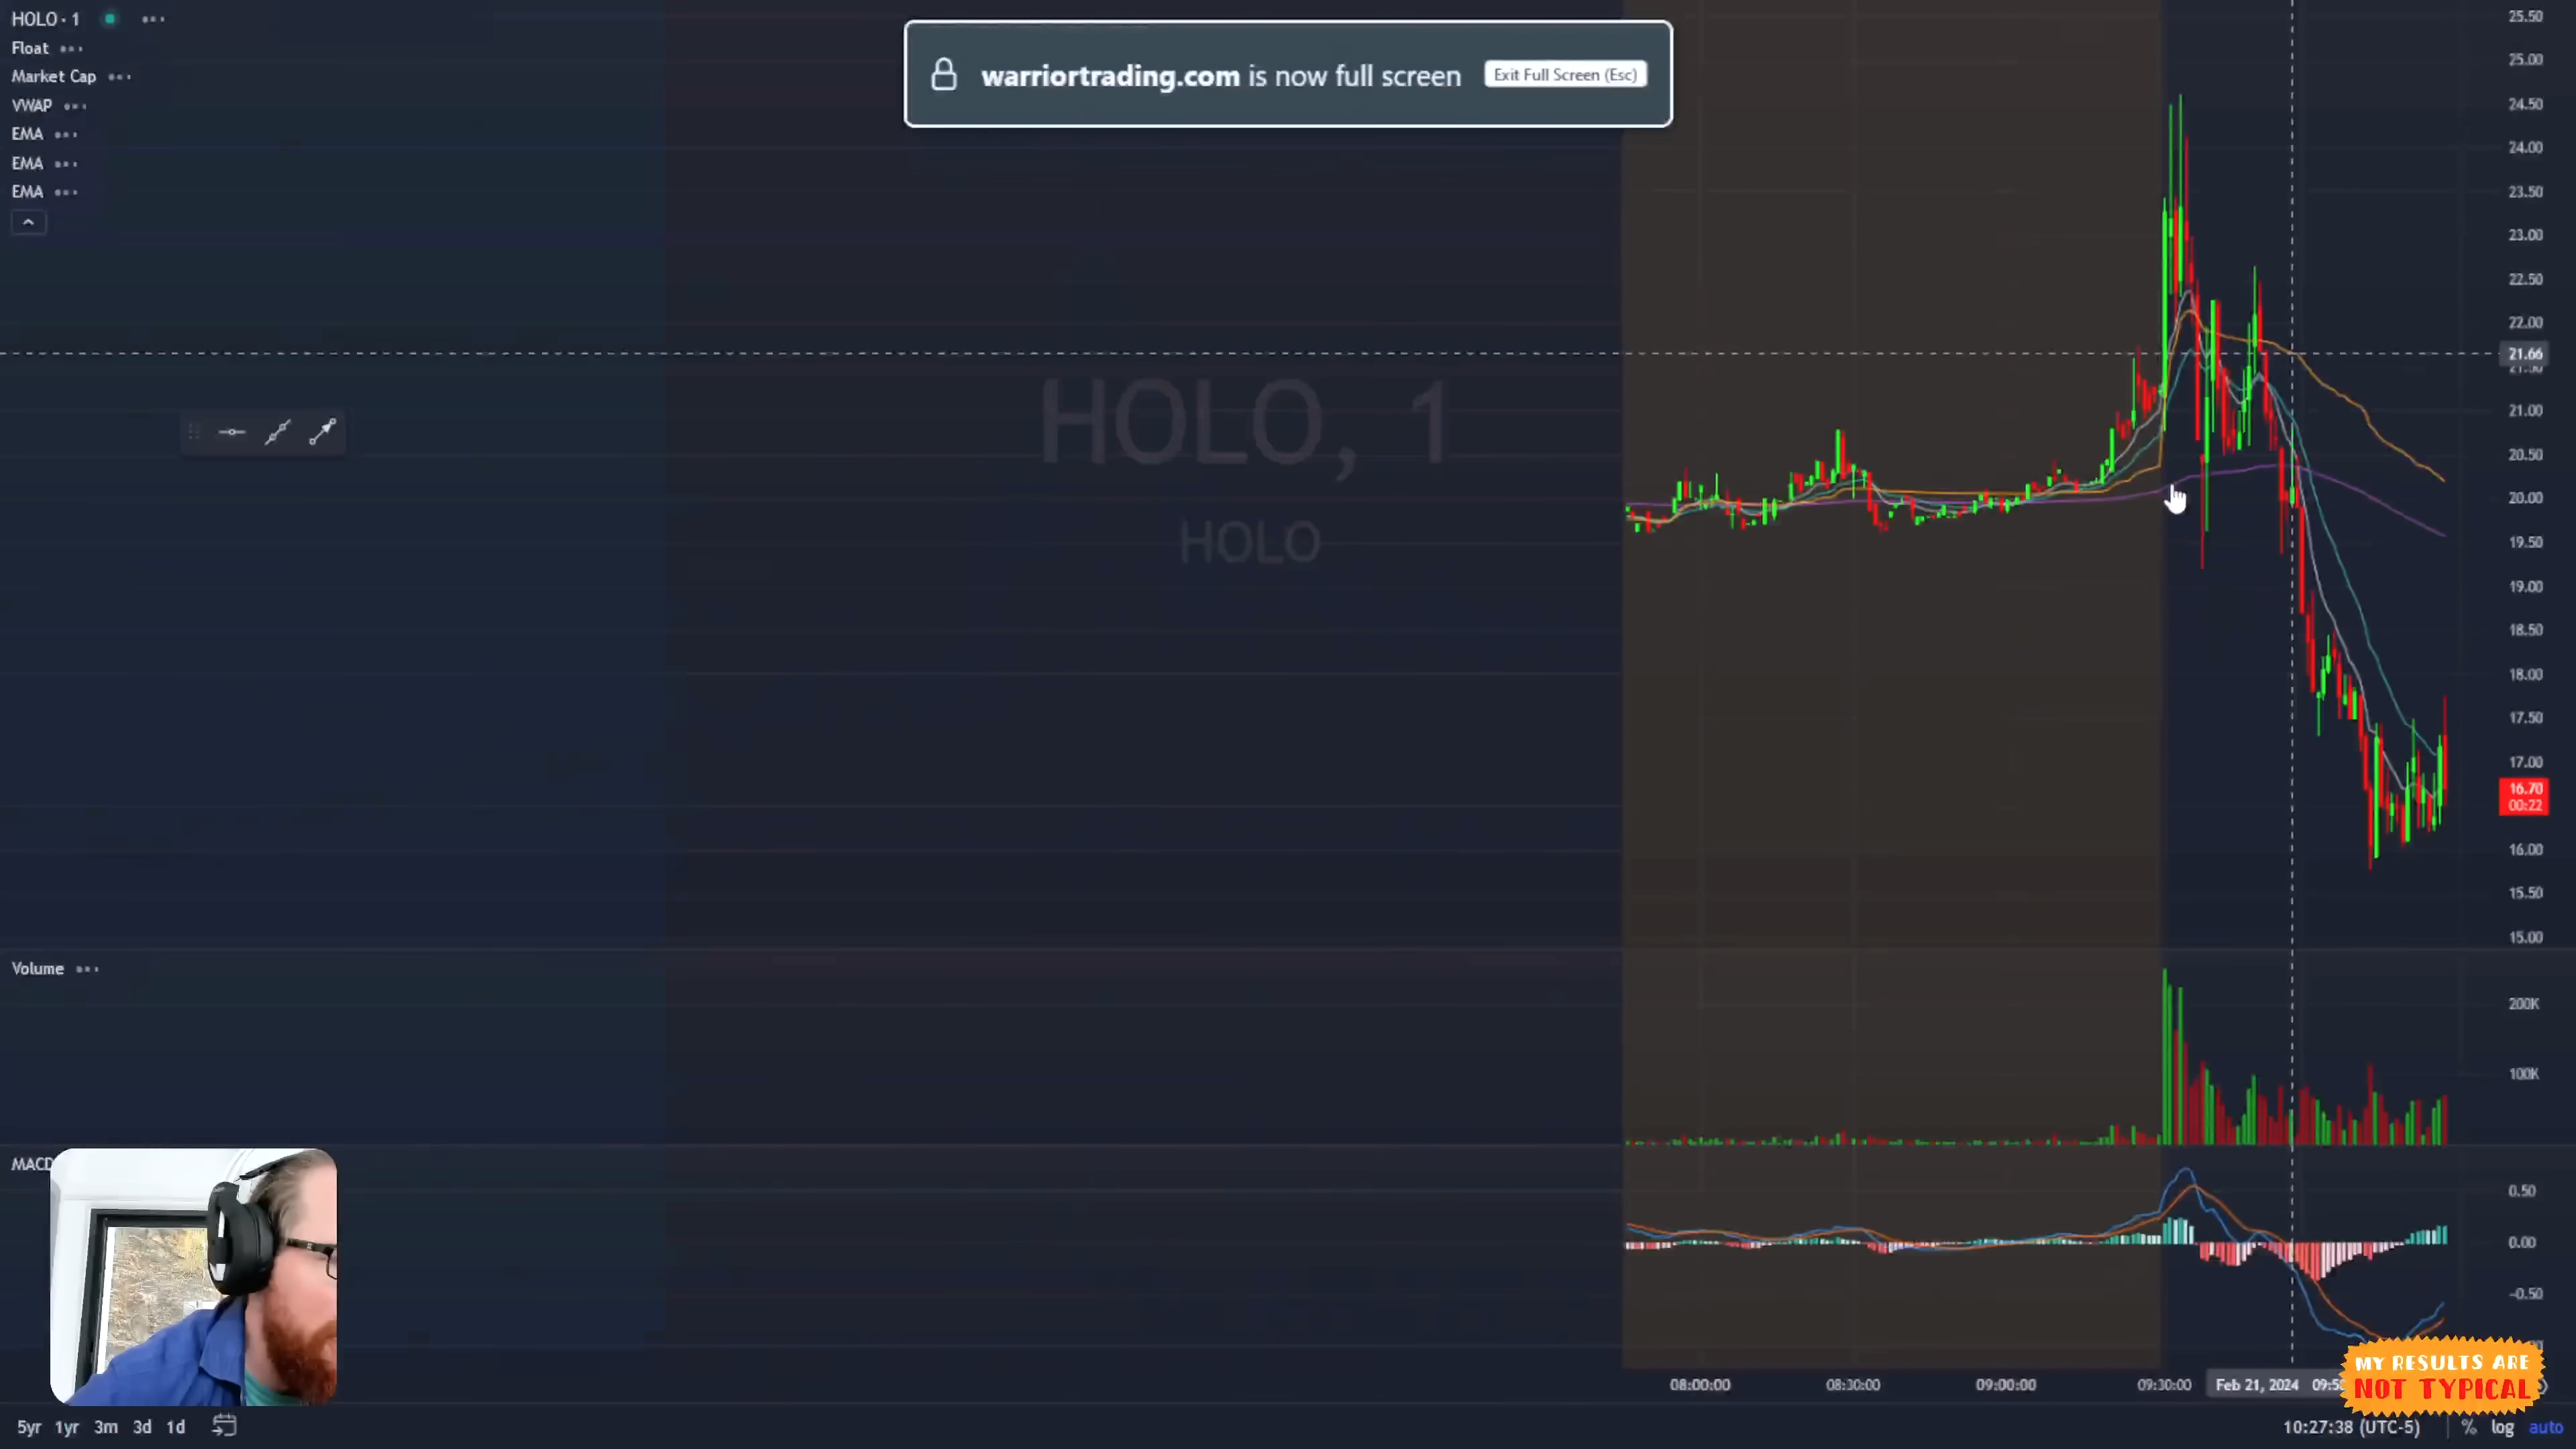 HOLO · 1
Float
Market Cap
VWAP
EMA
EMA
EMA
warriortrading.com is now full screen
Exit Full Screen (Esc)
HOLO, 1
HOLO
25.50
25.00
24.50
24.00
23.50
23.00
22.50
22.00
21.66
21.00
20.50
20.00
19.50
19.00
18.50
18.00
17.50
17.00
16.70
00:22
16.00
15.50
15.00
Volume
200K
100K
MACD
0.50
0.00
-0.50
MY RESULTS ARE
NOT TYPICAL
08:00:00 08:30:00 09:00:00 09:30:00 Feb 21, 2024
5yr 1yr 3m 3d 1d
10:27:38 (UTC-5) % log auto